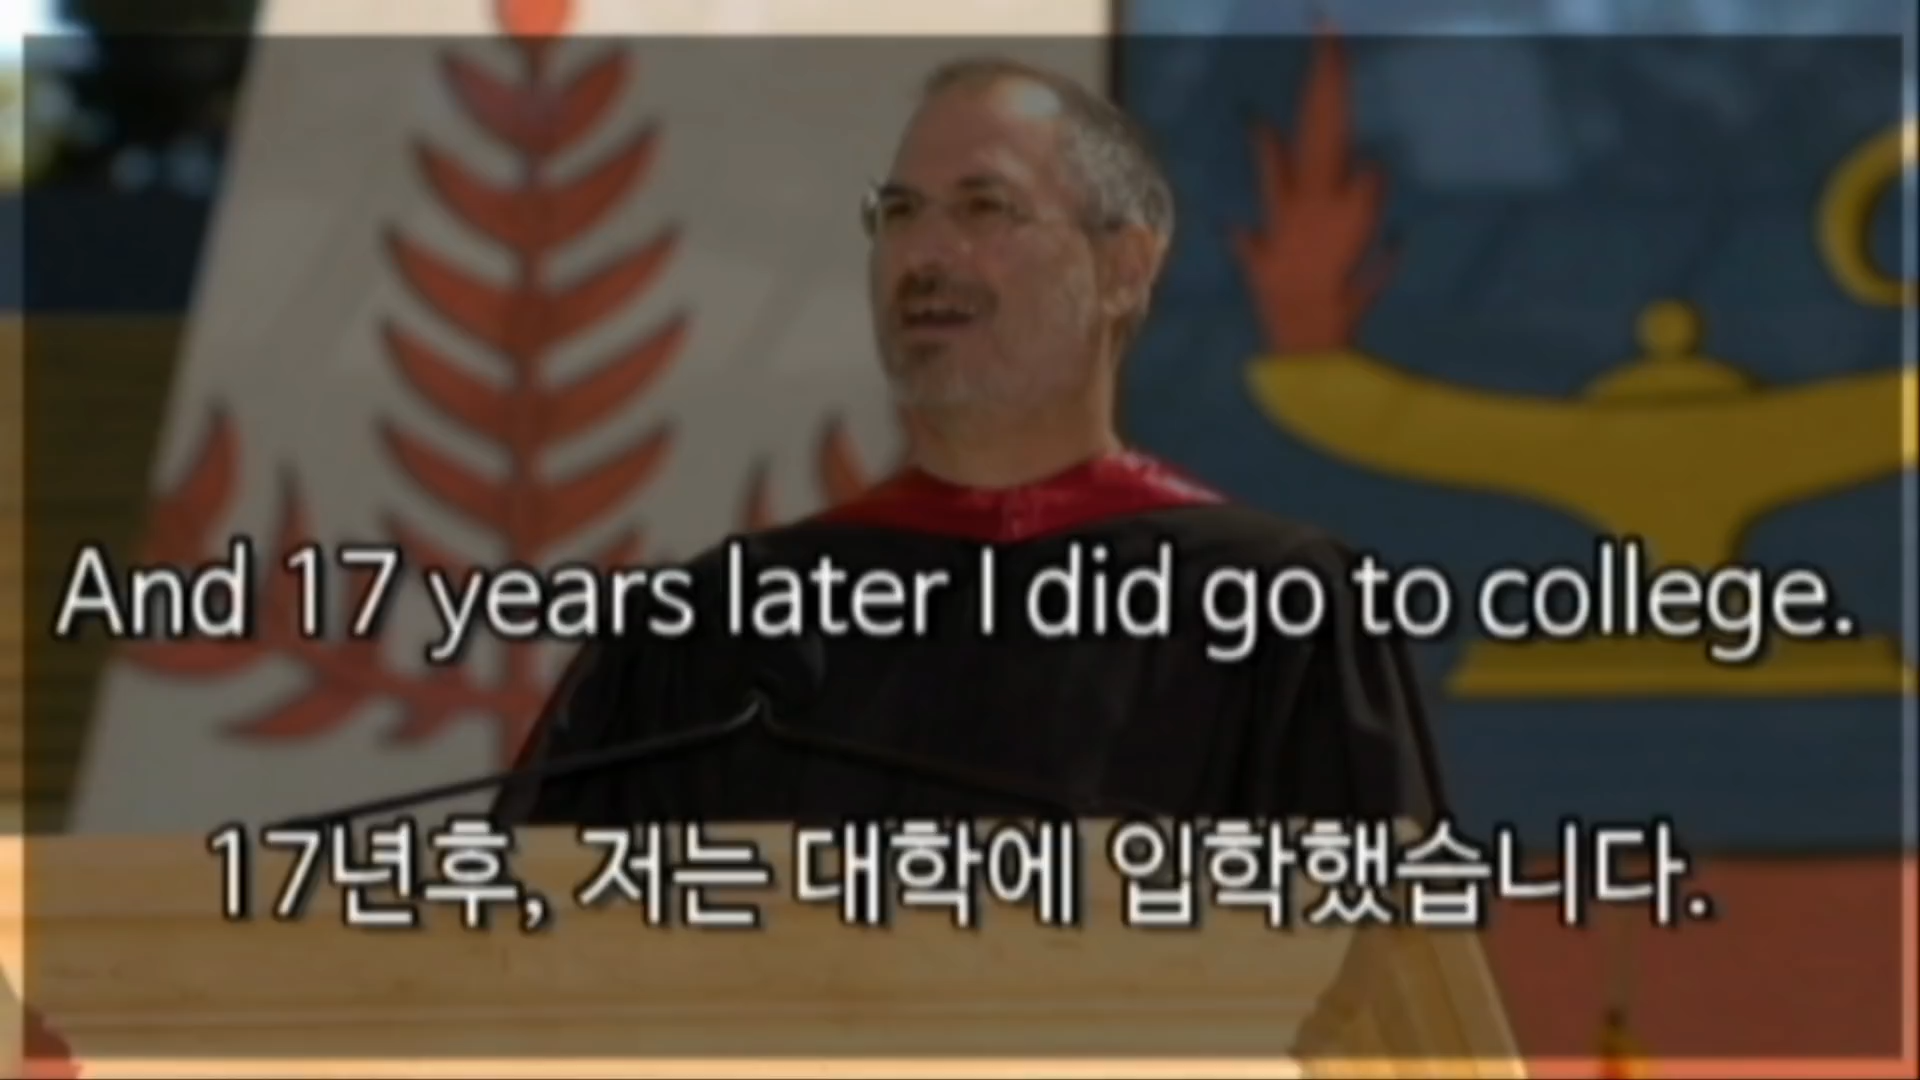 And 17 years later I did go to college.
17년후, 저는 대학에 입학했습니다.